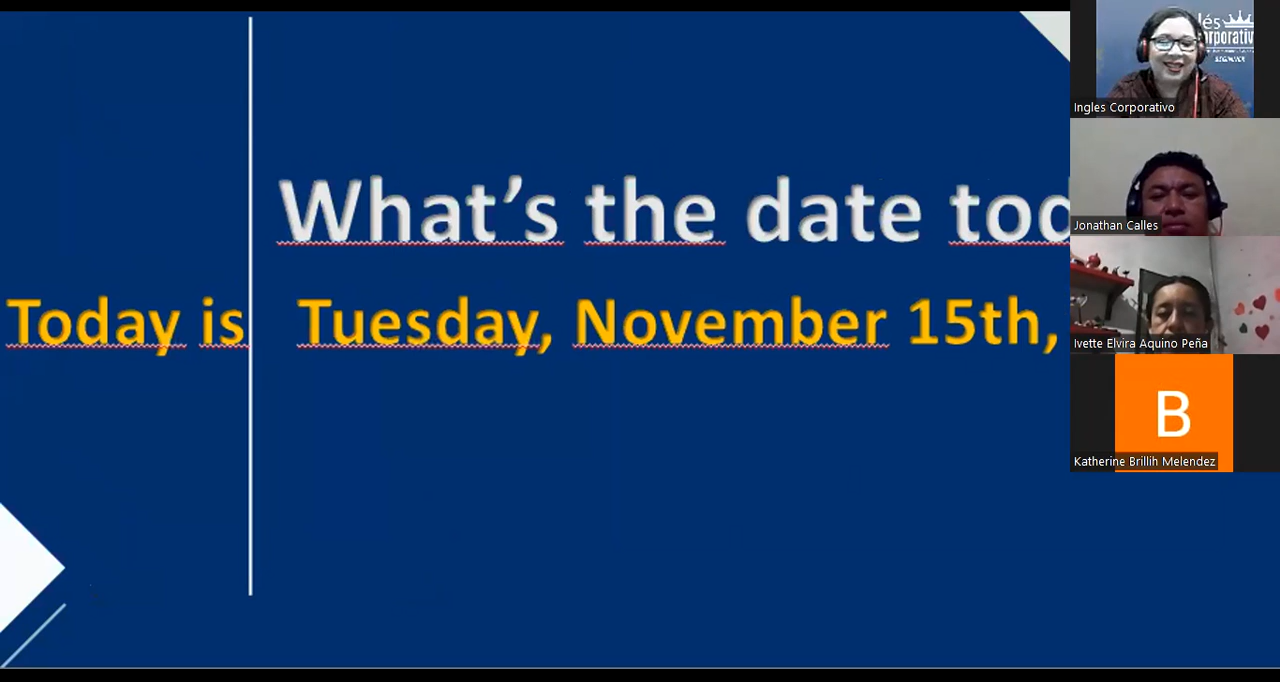 What's the date
Today is Tuesday, November 15th,
Ingles Corporativo
Jonathan Calles
Ivette Elvira Aquino Peña
B
Katherine Brillih Melendez